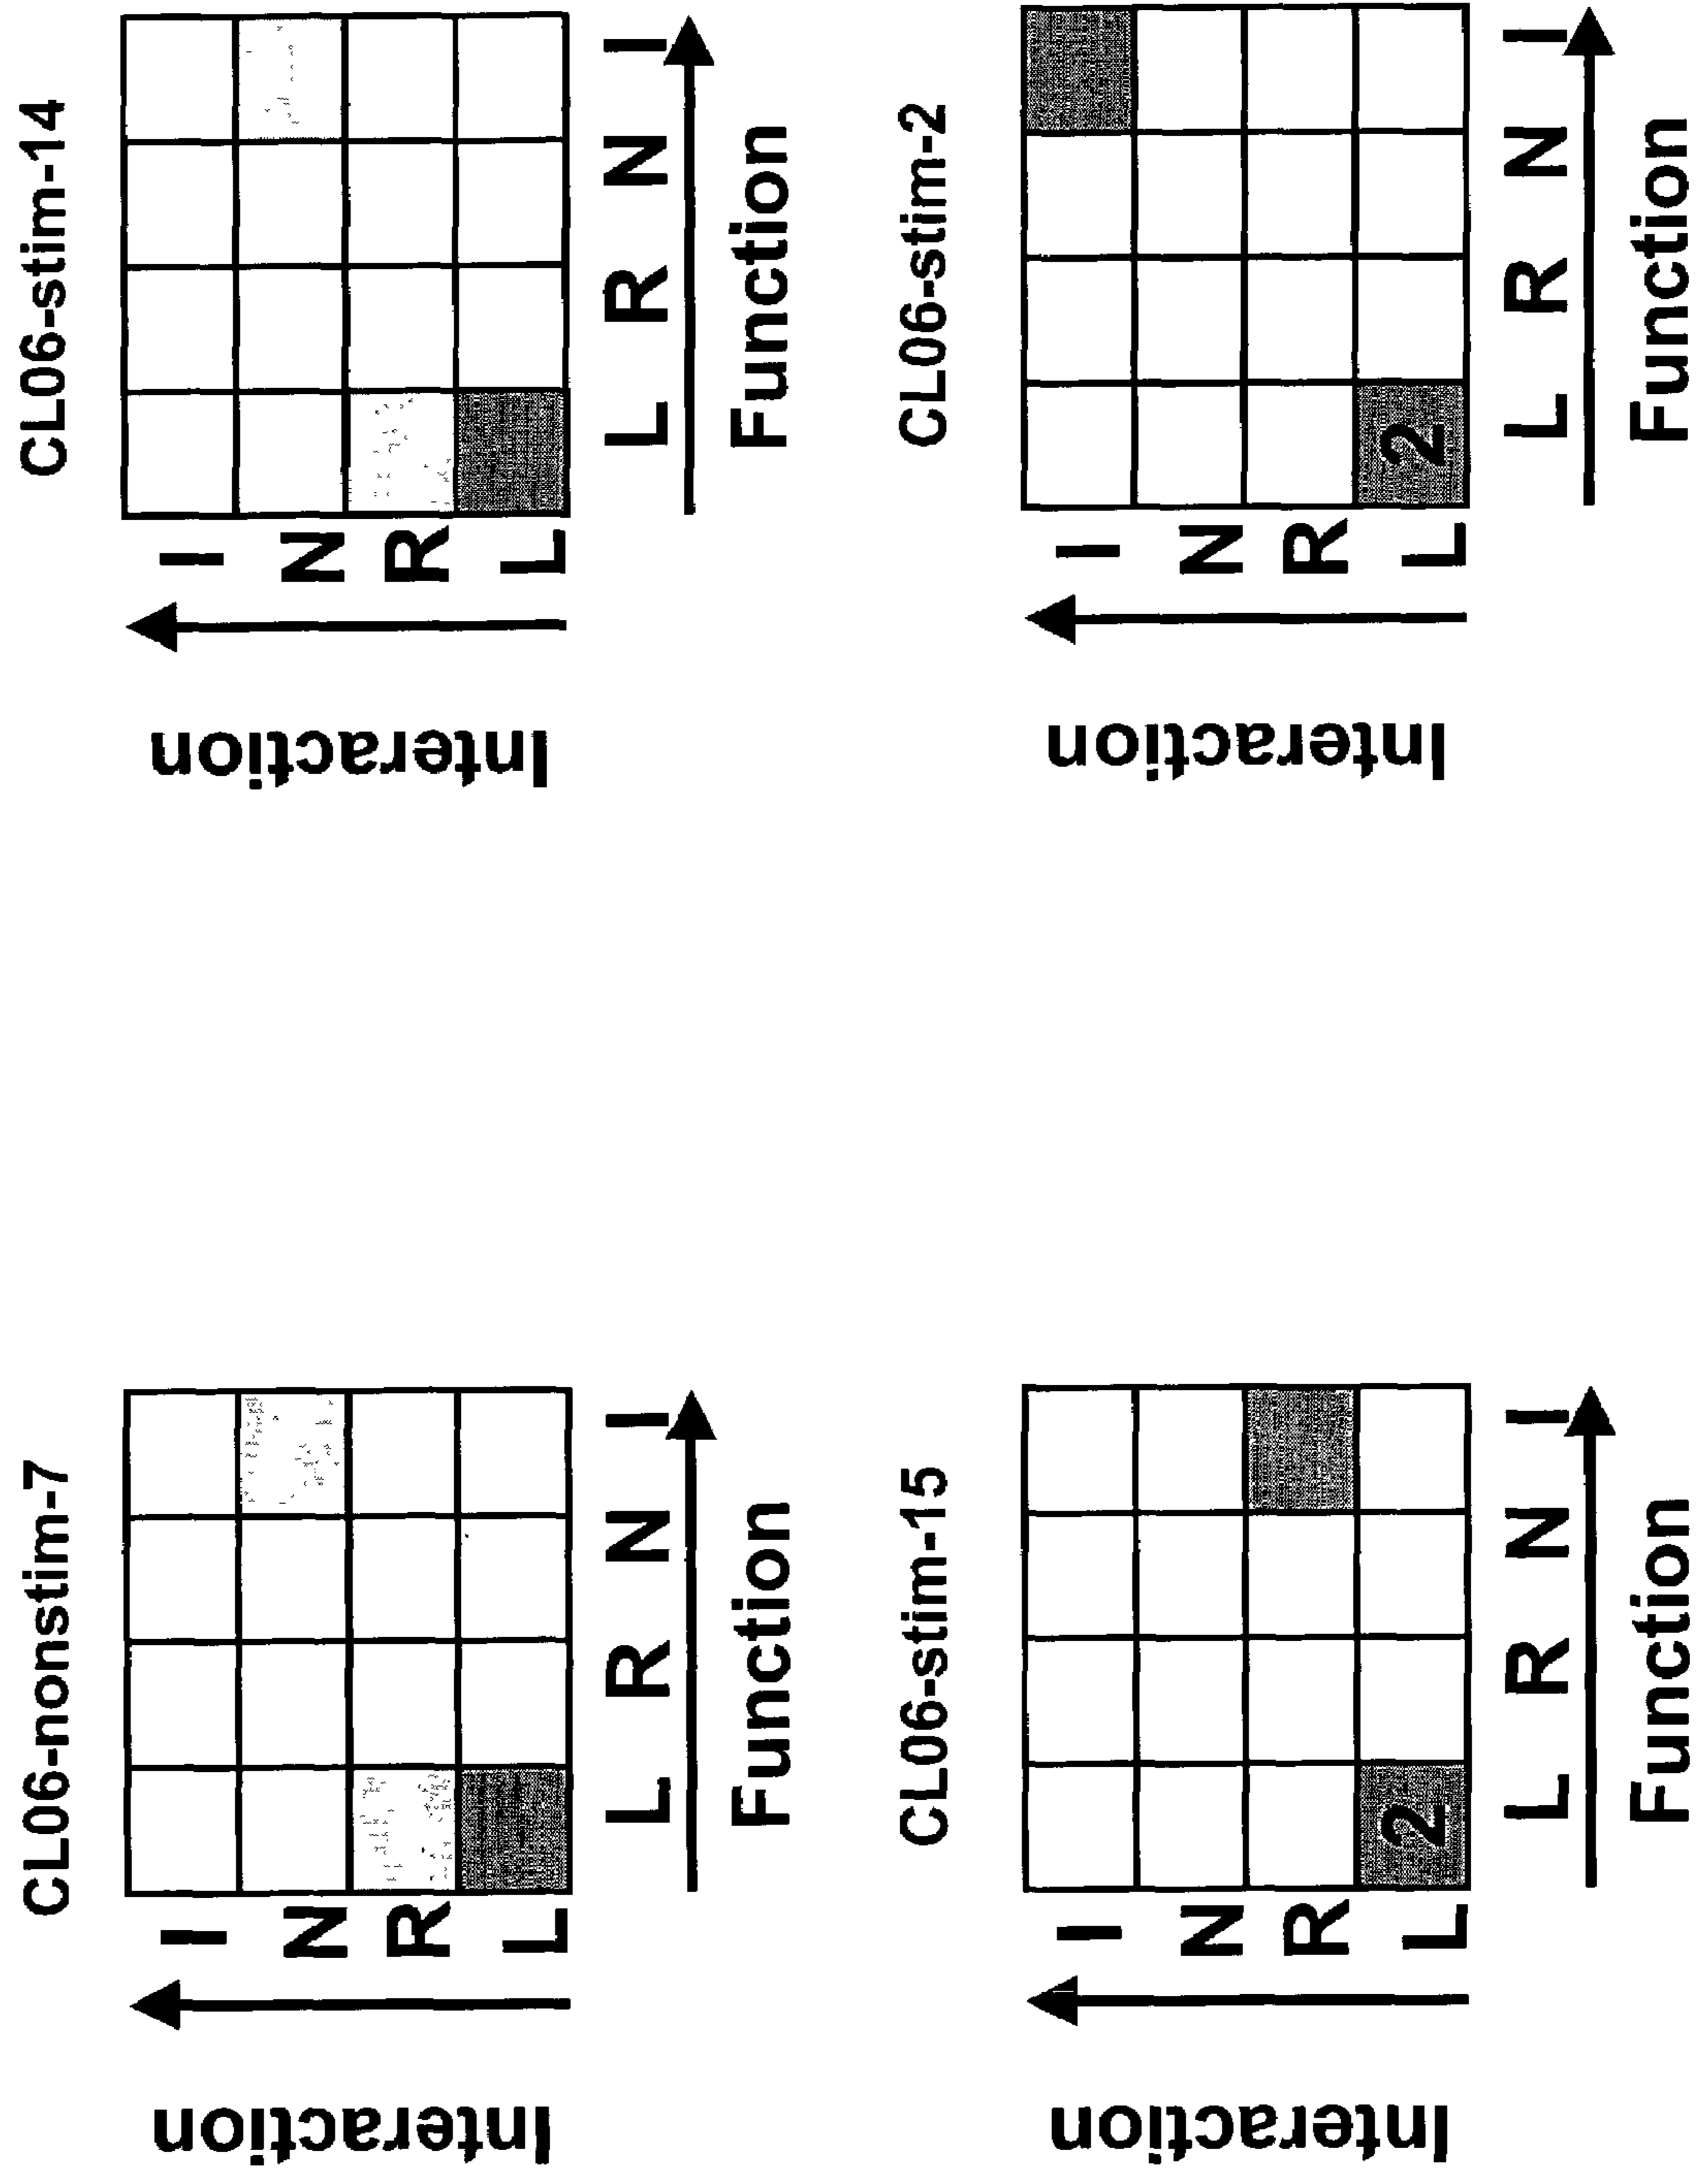 CL06-nonstim-7
Interaction
I
N
R
L
L R N I
Function
CL06-stim-14
Interaction
I
N
R
L
L R N I
Function
CL06-stim-15
Interaction
I
N
R
L
2
L R N I
Function
CL06-stim-2
Interaction
I
N
R
L
2
L R N I
Function